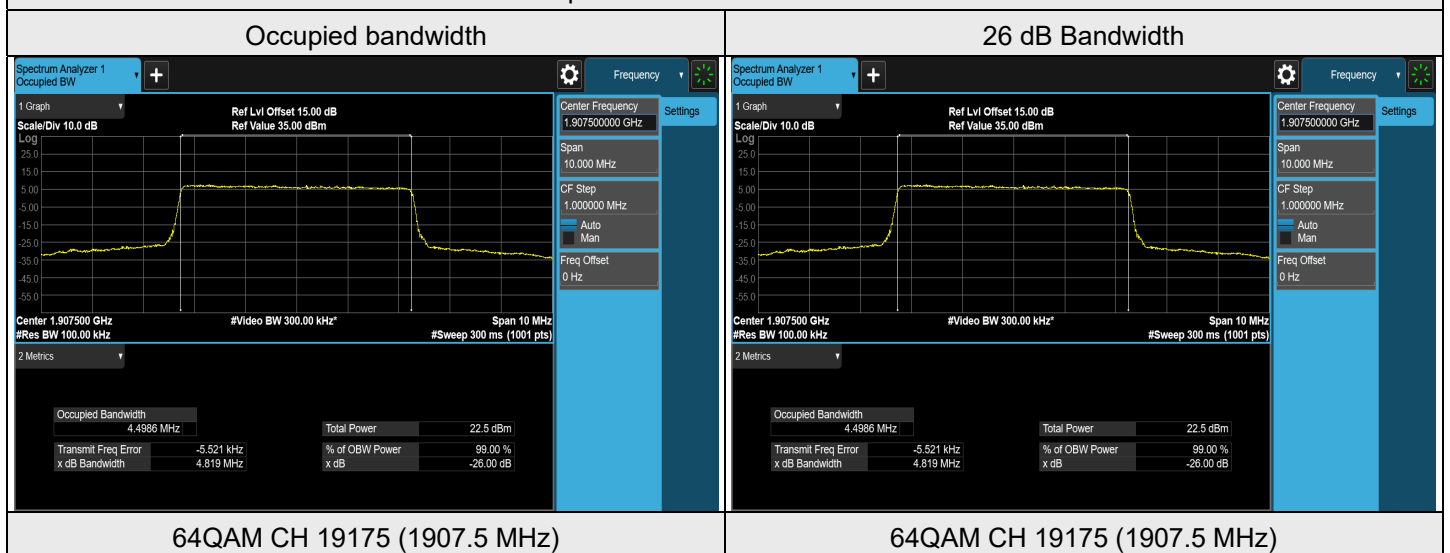 Occupied bandwidth
26 dB Bandwidth
Spectrum Analyzer 1
Occupied BW
+
Frequency
1 Graph
Scale/Div 10.0 dB
Ref Lvl Offset 15.00 dB
Ref Value 35.00 dBm
Log
25.0
15.0
5.00
-5.00
-15.0
-25.0
-35.0
-45.0
-55.0
Center 1.907500 GHz
#Res BW 100.00 kHz
#Video BW 300.00 kHz*
Span 10 MHz
#Sweep 300 ms (1001 pts)
Center Frequency
1.907500000 GHz
Settings
Span
10.000 MHz
CF Step
1.000000 MHz
Auto
Man
Freq Offset
0 Hz
2 Metrics
Occupied Bandwidth
4.4986 MHz
Total Power 22.5 dBm
Transmit Freq Error -5.521 kHz
% of OBW Power 99.00 %
x dB Bandwidth 4.819 MHz
x dB -26.00 dB
Spectrum Analyzer 1
Occupied BW
+
Frequency
1 Graph
Scale/Div 10.0 dB
Ref Lvl Offset 15.00 dB
Ref Value 35.00 dBm
Log
25.0
15.0
5.00
-5.00
-15.0
-25.0
-35.0
-45.0
-55.0
Center 1.907500 GHz
#Res BW 100.00 kHz
#Video BW 300.00 kHz*
Span 10 MHz
#Sweep 300 ms (1001 pts)
Center Frequency
1.907500000 GHz
Settings
Span
10.000 MHz
CF Step
1.000000 MHz
Auto
Man
Freq Offset
0 Hz
2 Metrics
Occupied Bandwidth
4.4986 MHz
Total Power 22.5 dBm
Transmit Freq Error -5.521 kHz
% of OBW Power 99.00 %
x dB Bandwidth 4.819 MHz
x dB -26.00 dB
64QAM CH 19175 (1907.5 MHz)
64QAM CH 19175 (1907.5 MHz)